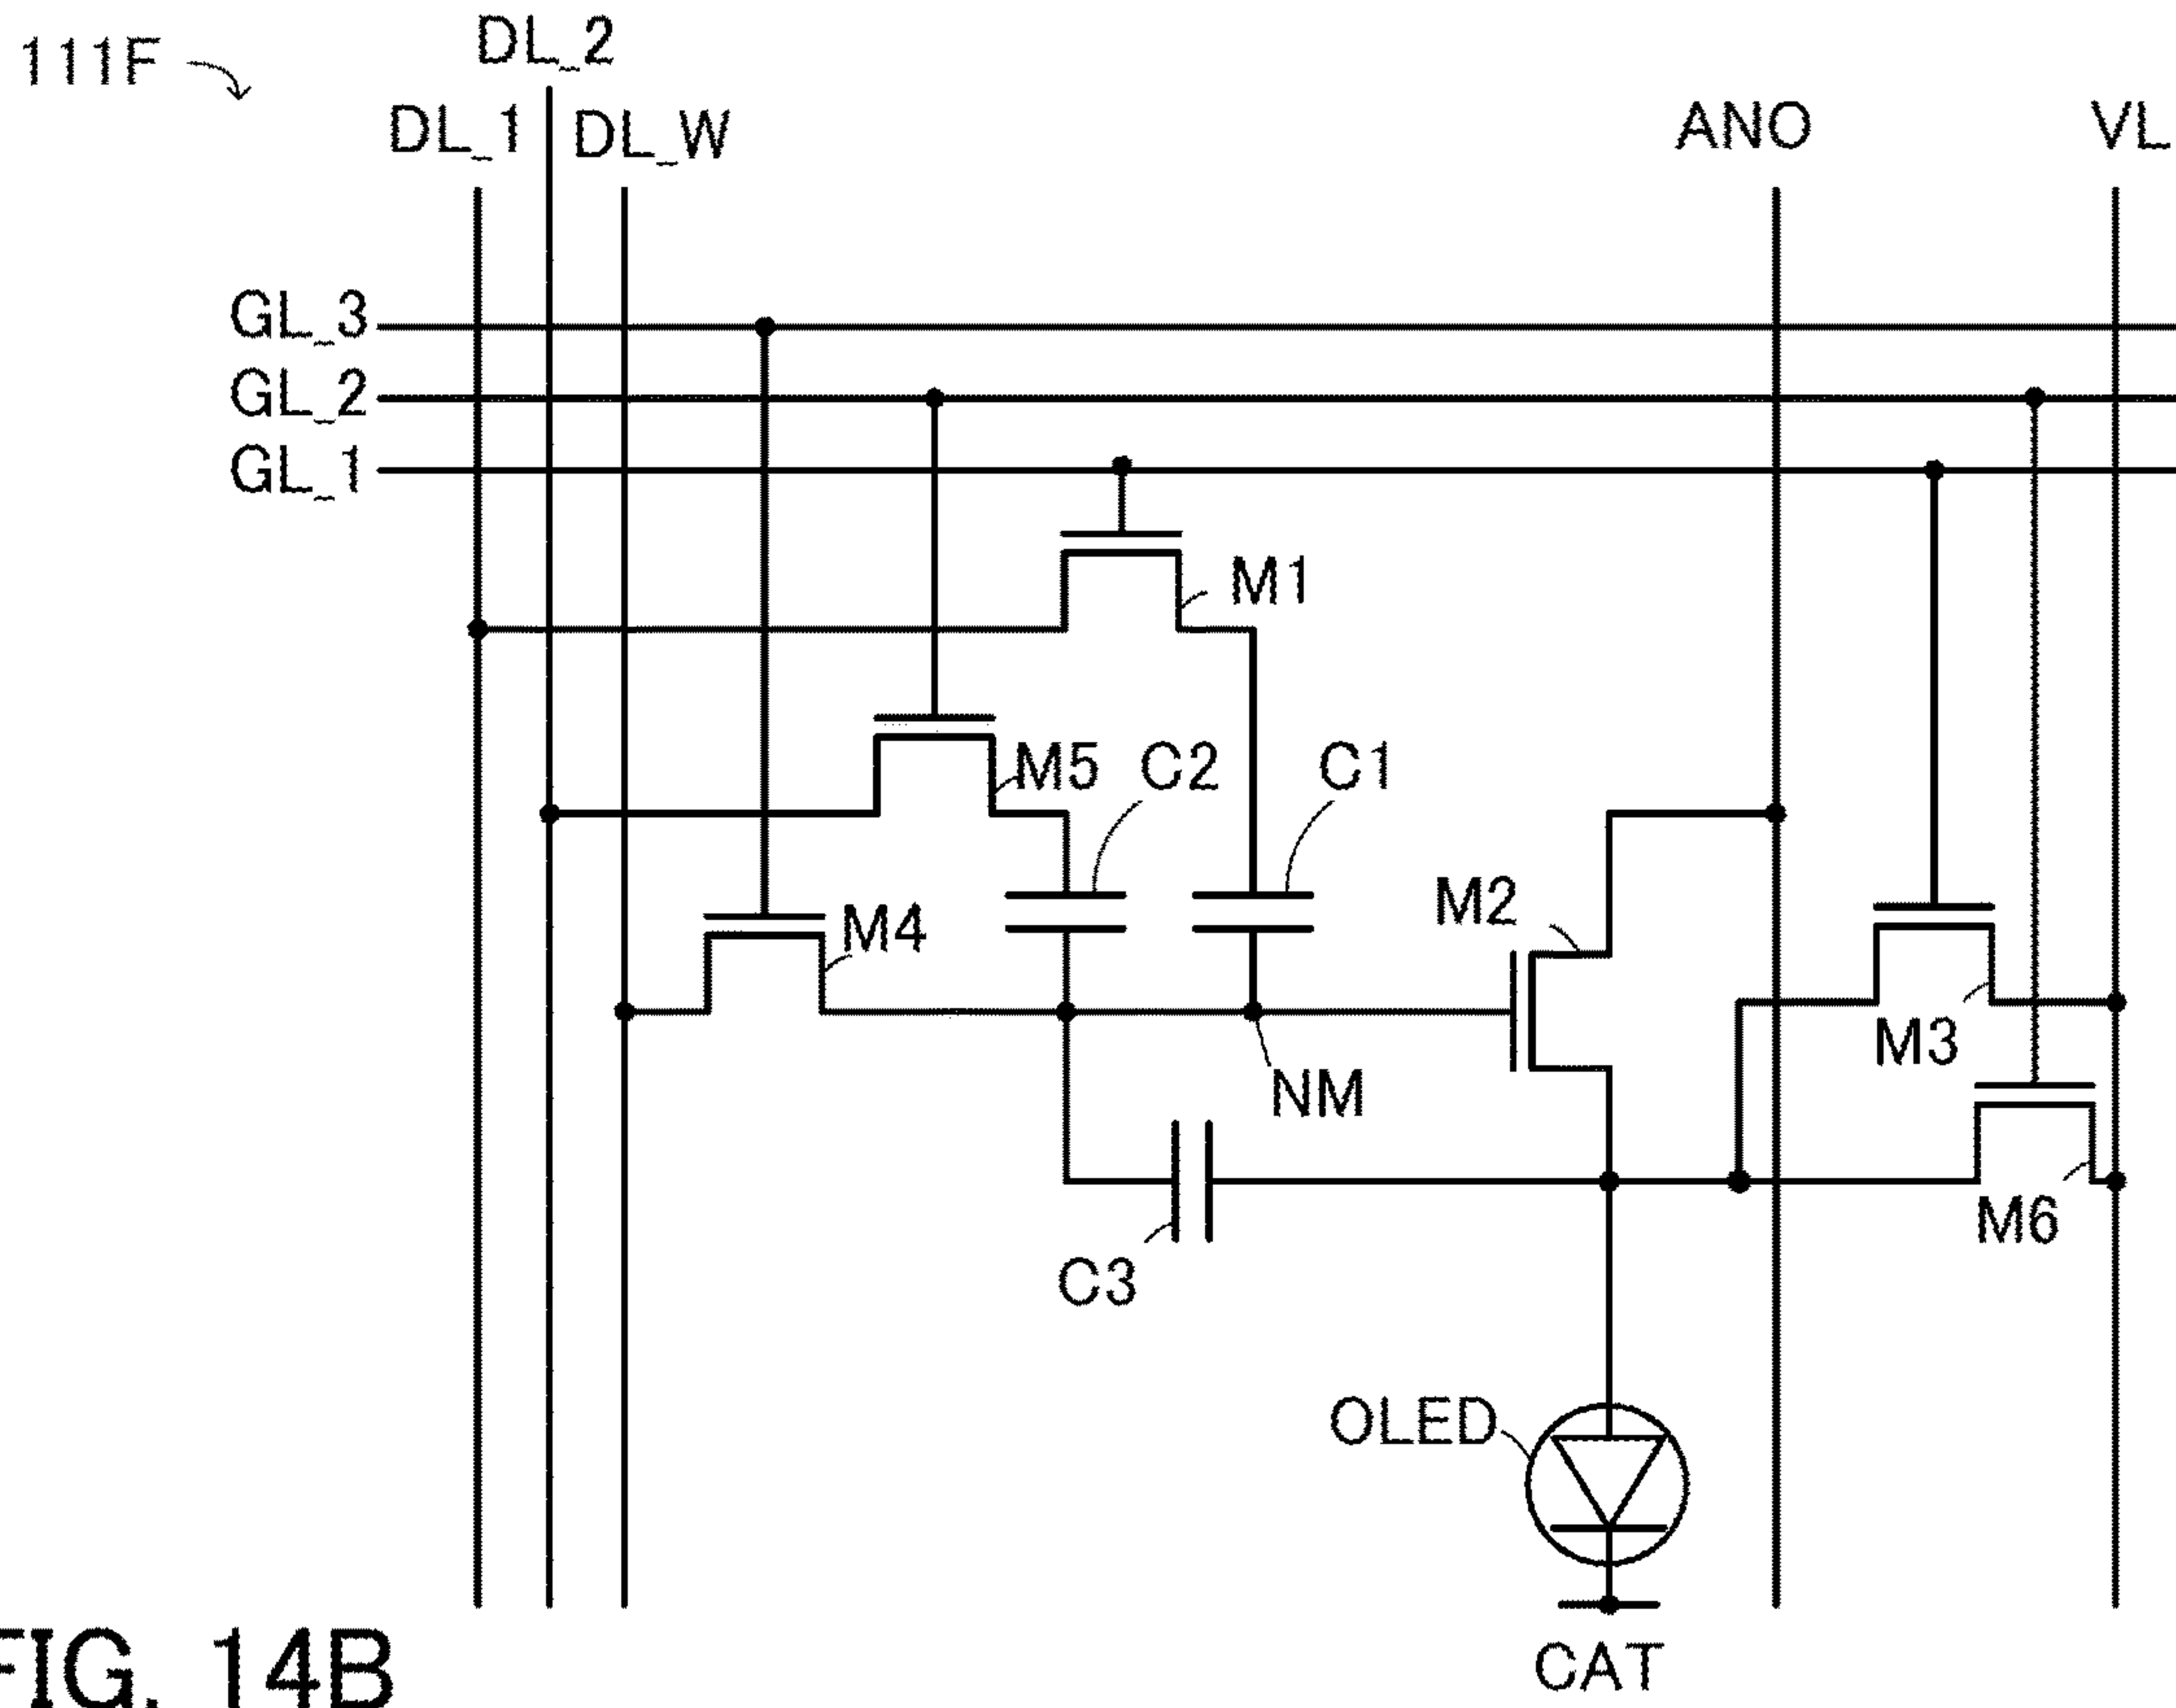 111F
DL_2
DL_1
DL_W
ANO
VL
GL_3
GL_2
GL_1
M1
M5
C2
C1
M4
M2
M3
NM
M6
C3
OLED
CAT
FIG. 14B